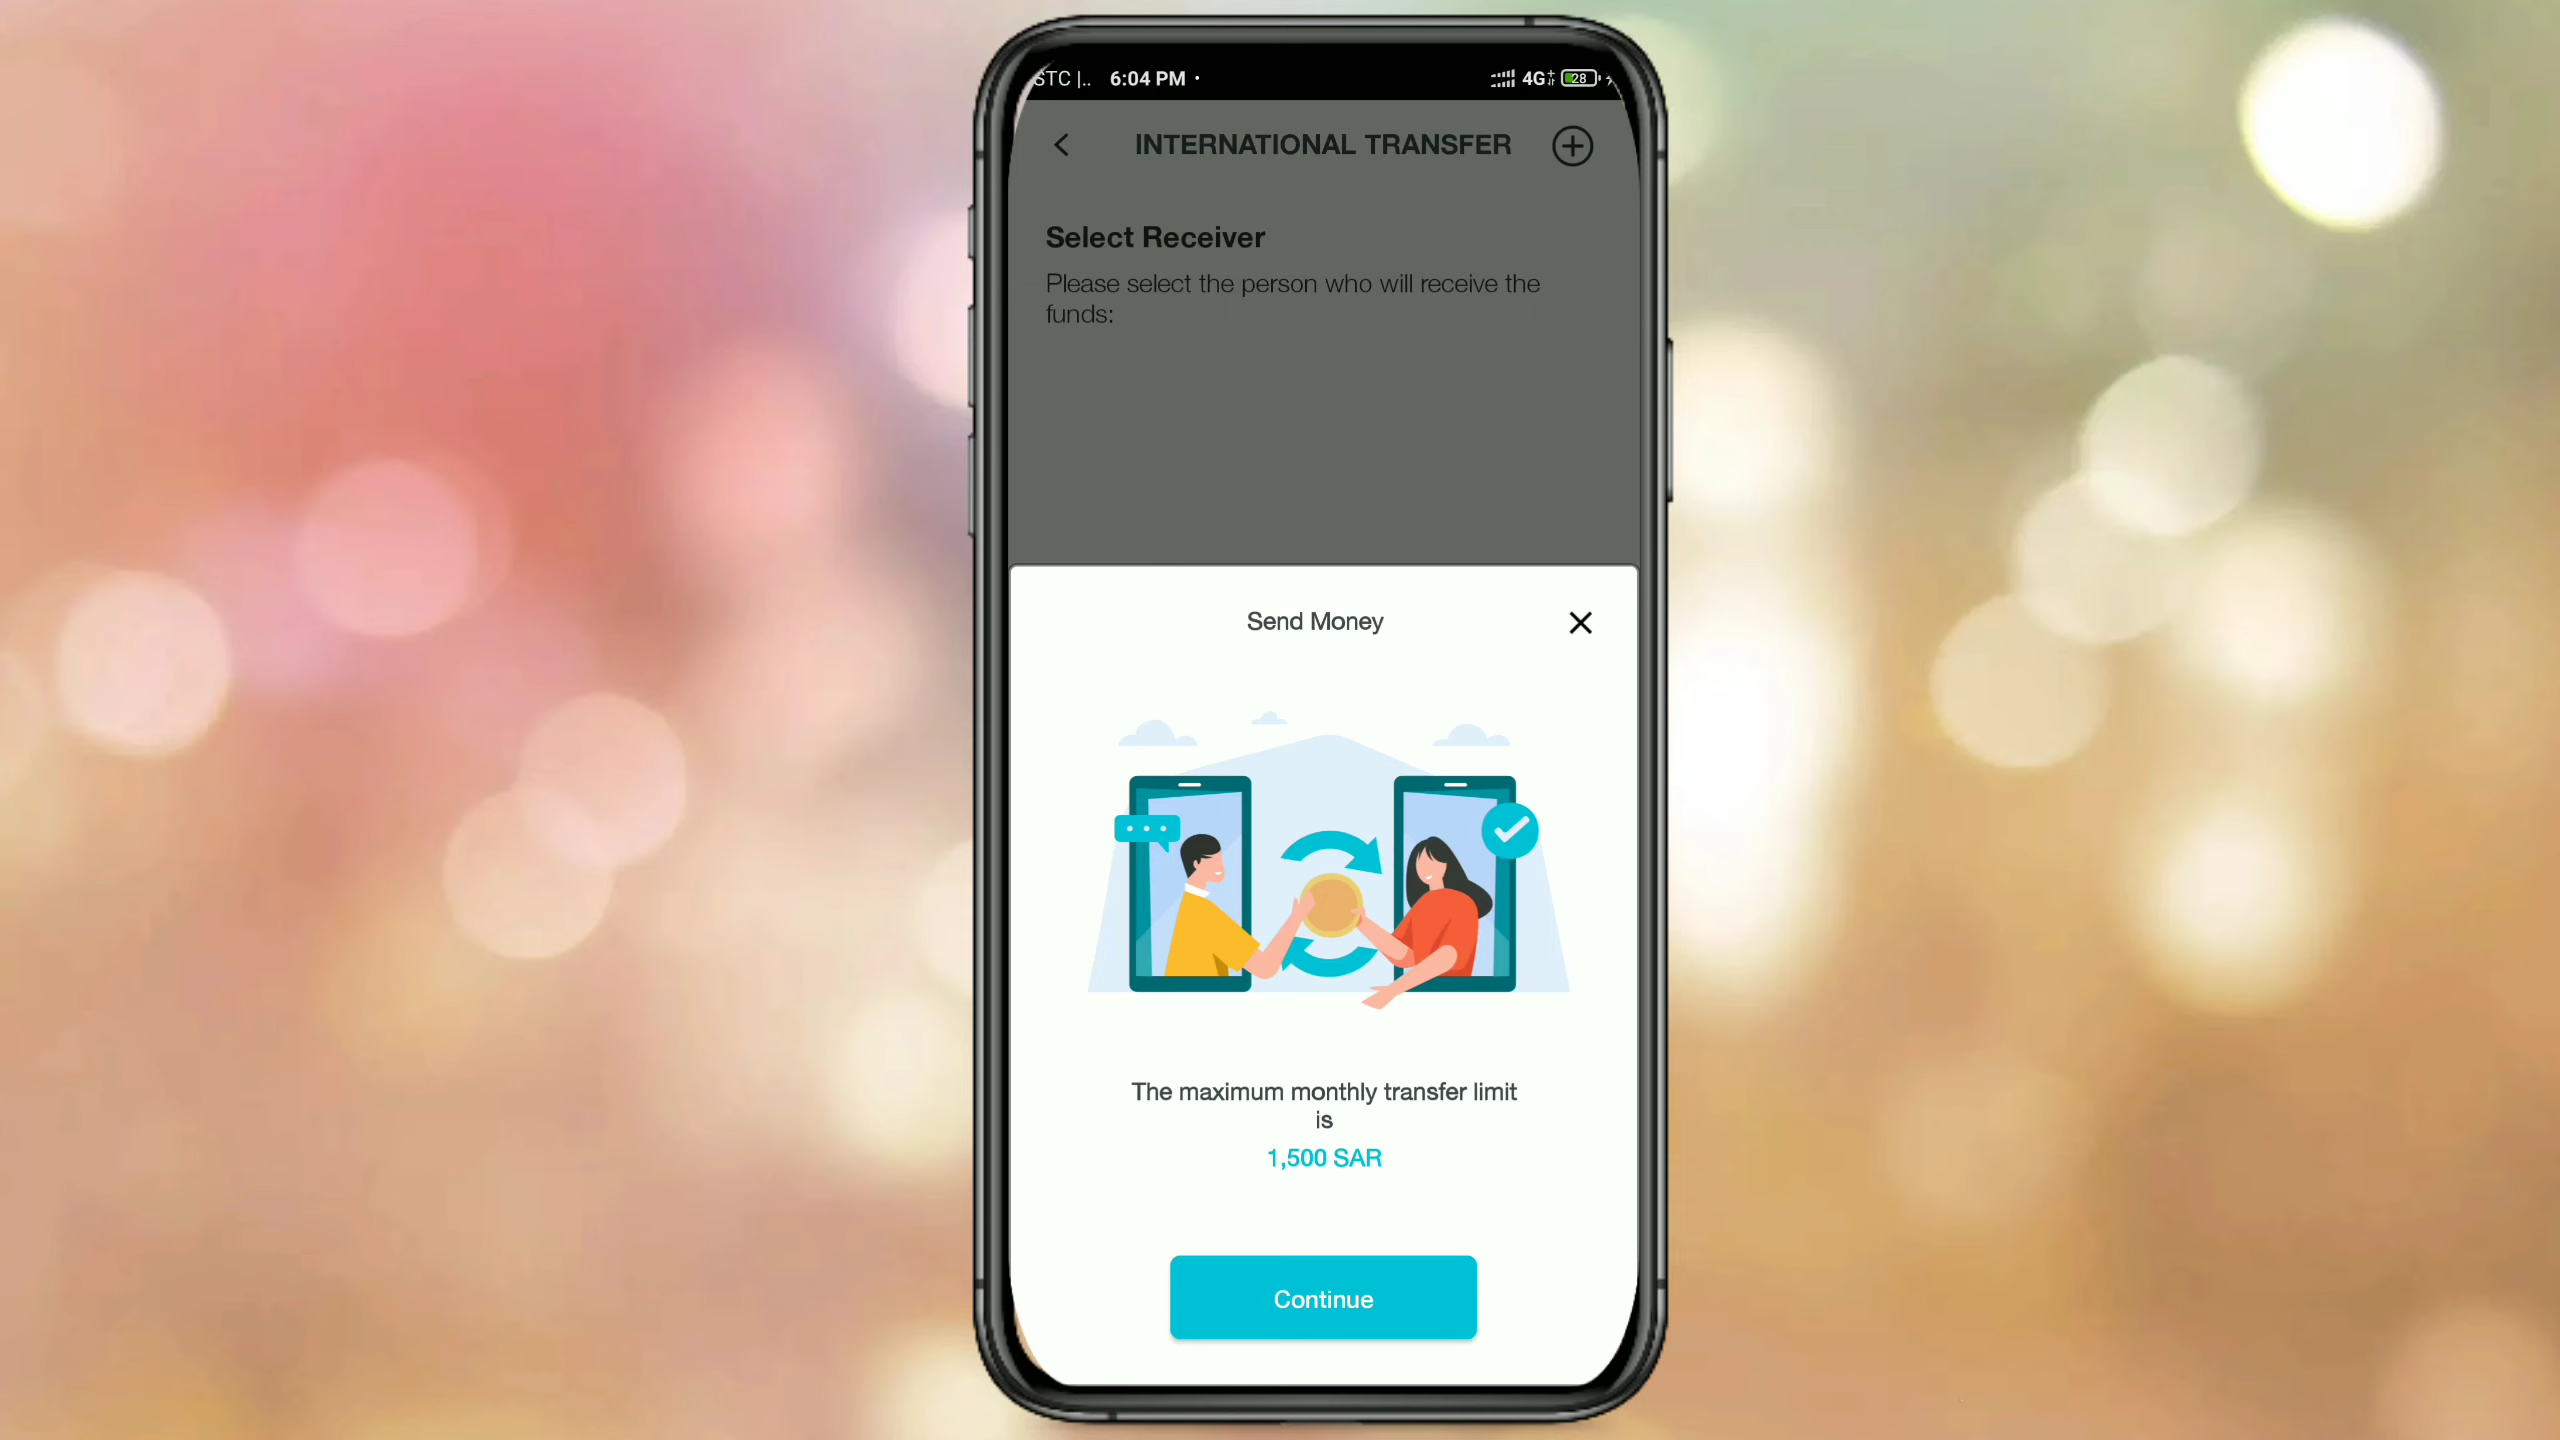 STC |.. 6:04 PM · 4G+ 28
INTERNATIONAL TRANSFER
Select Receiver
Please select the person who will receive the
funds:
Send Money
The maximum monthly transfer limit
is
1,500 SAR
Continue